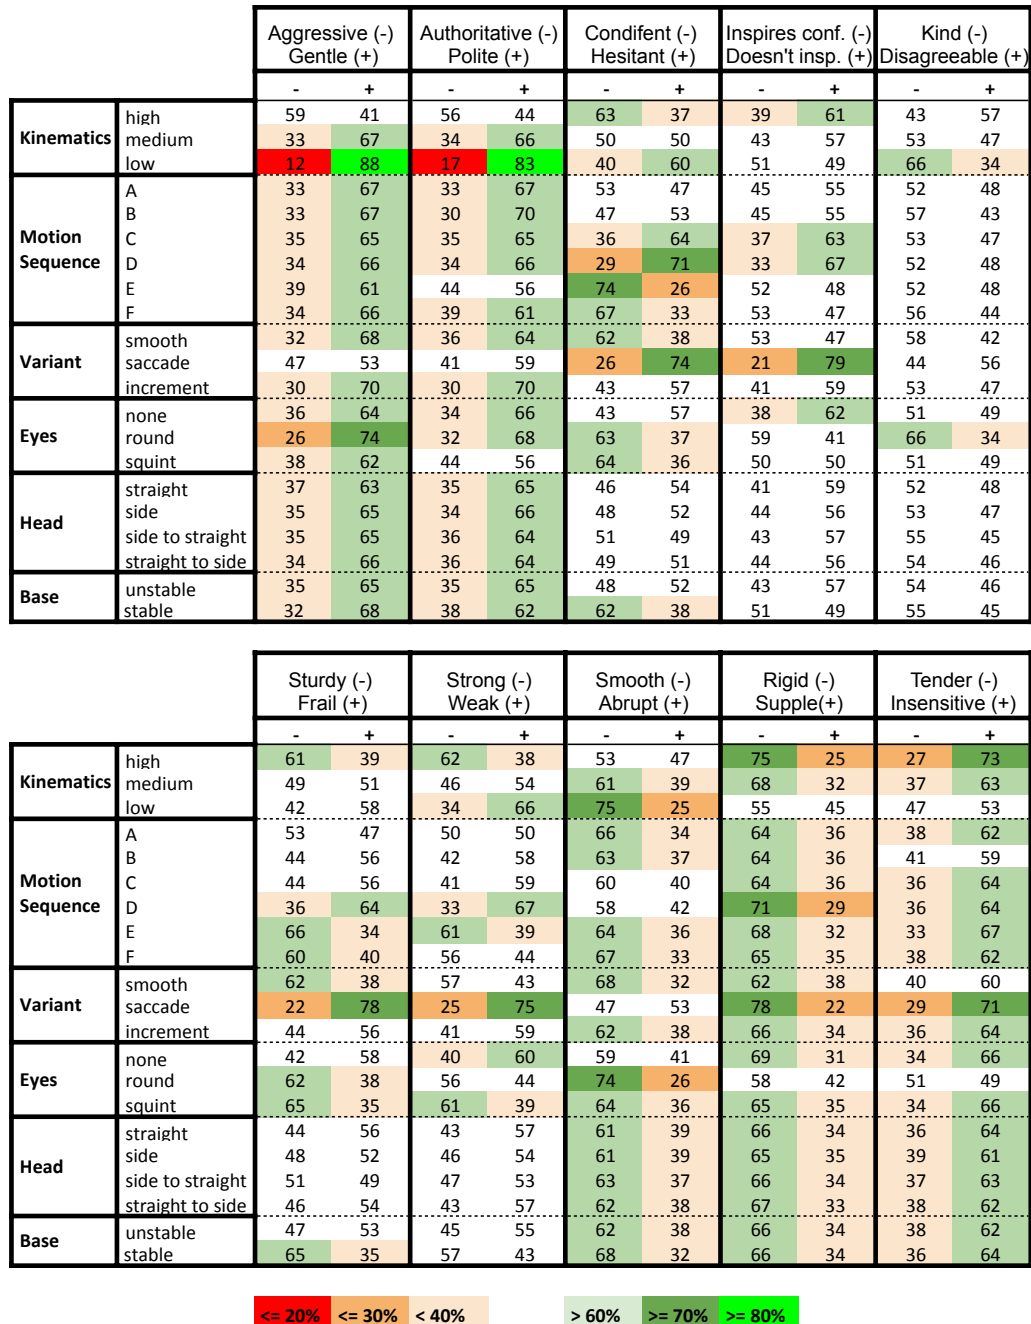 Aggressive (-) Authoritative (-) Condifent (-) Inspires conf. (-) Kind (-)
Gentle (+) Polite (+) Hesitant (+) Doesn't insp. (+) Disagreeable (+)
- + - + - + - + - +
Kinematics high 59 41 56 44 63 37 39 61 43 57
medium 33 67 34 66 50 50 43 57 53 47
low 12 88 17 83 40 60 51 49 66 34
Motion Sequence A 33 67 33 67 53 47 45 55 52 48
B 33 67 30 70 47 53 45 55 57 43
C 35 65 35 65 36 64 37 63 53 47
D 34 66 34 66 29 71 33 67 52 48
E 39 61 44 56 74 26 52 48 52 48
F 34 66 39 61 67 33 53 47 56 44
Variant smooth 32 68 36 64 62 38 53 47 58 42
saccade 47 53 41 59 26 74 21 79 44 56
increment 30 70 30 70 43 57 41 59 53 47
Eyes none 36 64 34 66 43 57 38 62 51 49
round 26 74 32 68 63 37 59 41 66 34
squint 38 62 44 56 64 36 50 50 51 49
Head straight 37 63 35 65 46 54 41 59 52 48
side 35 65 34 66 48 52 44 56 53 47
side to straight 35 65 36 64 51 49 43 57 55 45
straight to side 34 66 36 64 49 51 44 56 54 46
Base unstable 35 65 35 65 48 52 43 57 54 46
stable 32 68 38 62 62 38 51 49 55 45
Sturdy (-) Strong (-) Smooth (-) Rigid (-) Tender (-)
Frail (+) Weak (+) Abrupt (+) Supple(+) Insensitive (+)
- + - + - + - + - +
Kinematics high 61 39 62 38 53 47 75 25 27 73
medium 49 51 46 54 61 39 68 32 37 63
low 42 58 34 66 75 25 55 45 47 53
Motion Sequence A 53 47 50 50 66 34 64 36 38 62
B 44 56 42 58 63 37 64 36 41 59
C 44 56 41 59 60 40 64 36 36 64
D 36 64 33 67 58 42 71 29 36 64
E 66 34 61 39 64 36 68 32 33 67
F 60 40 56 44 67 33 65 35 38 62
Variant smooth 62 38 57 43 68 32 62 38 40 60
saccade 22 78 25 75 47 53 78 22 29 71
increment 44 56 41 59 62 38 66 34 36 64
Eyes none 42 58 40 60 59 41 69 31 34 66
round 62 38 56 44 74 26 58 42 51 49
squint 65 35 61 39 64 36 65 35 34 66
Head straight 44 56 43 57 61 39 66 34 36 64
side 48 52 46 54 61 39 65 35 39 61
side to straight 51 49 47 53 63 37 66 34 37 63
straight to side 46 54 43 57 62 38 67 33 38 62
Base unstable 47 53 45 55 62 38 66 34 38 62
stable 65 35 57 43 68 32 66 34 36 64
<= 20% <= 30% < 40% > 60% >= 70% >= 80%